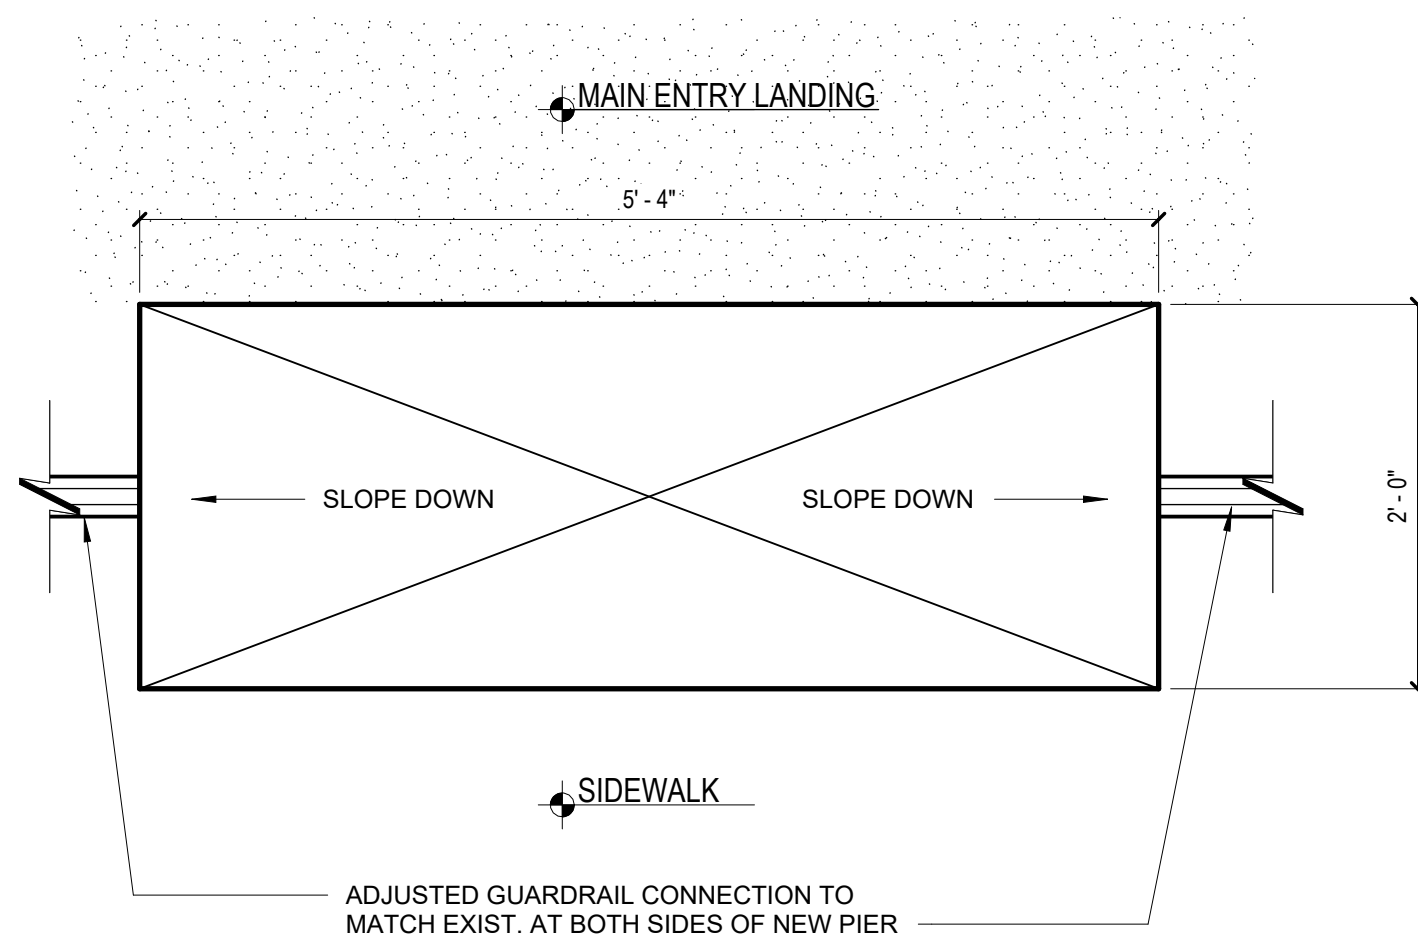 MAIN ENTRY LANDING
5' - 4"
SLOPE DOWN
SLOPE DOWN
2' - 0"
SIDEWALK
ADJUSTED GUARDRAIL CONNECTION TO
MATCH EXIST. AT BOTH SIDES OF NEW PIER